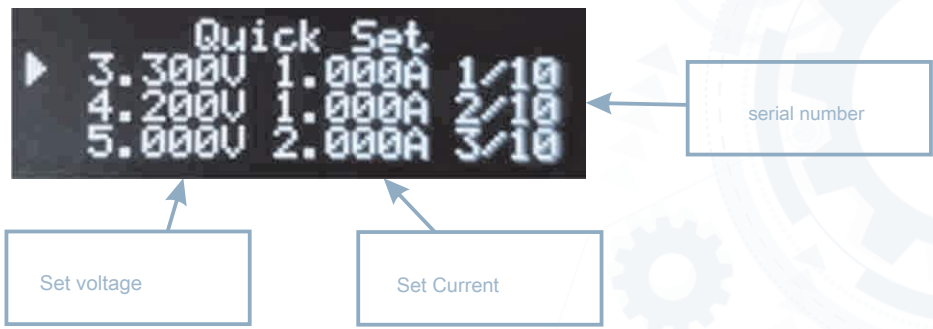 Quick Set
3.300V 1.000A 1/10
4.200V 1.000A 2/10
5.000V 2.000A 3/10
serial number
Set voltage
Set Current